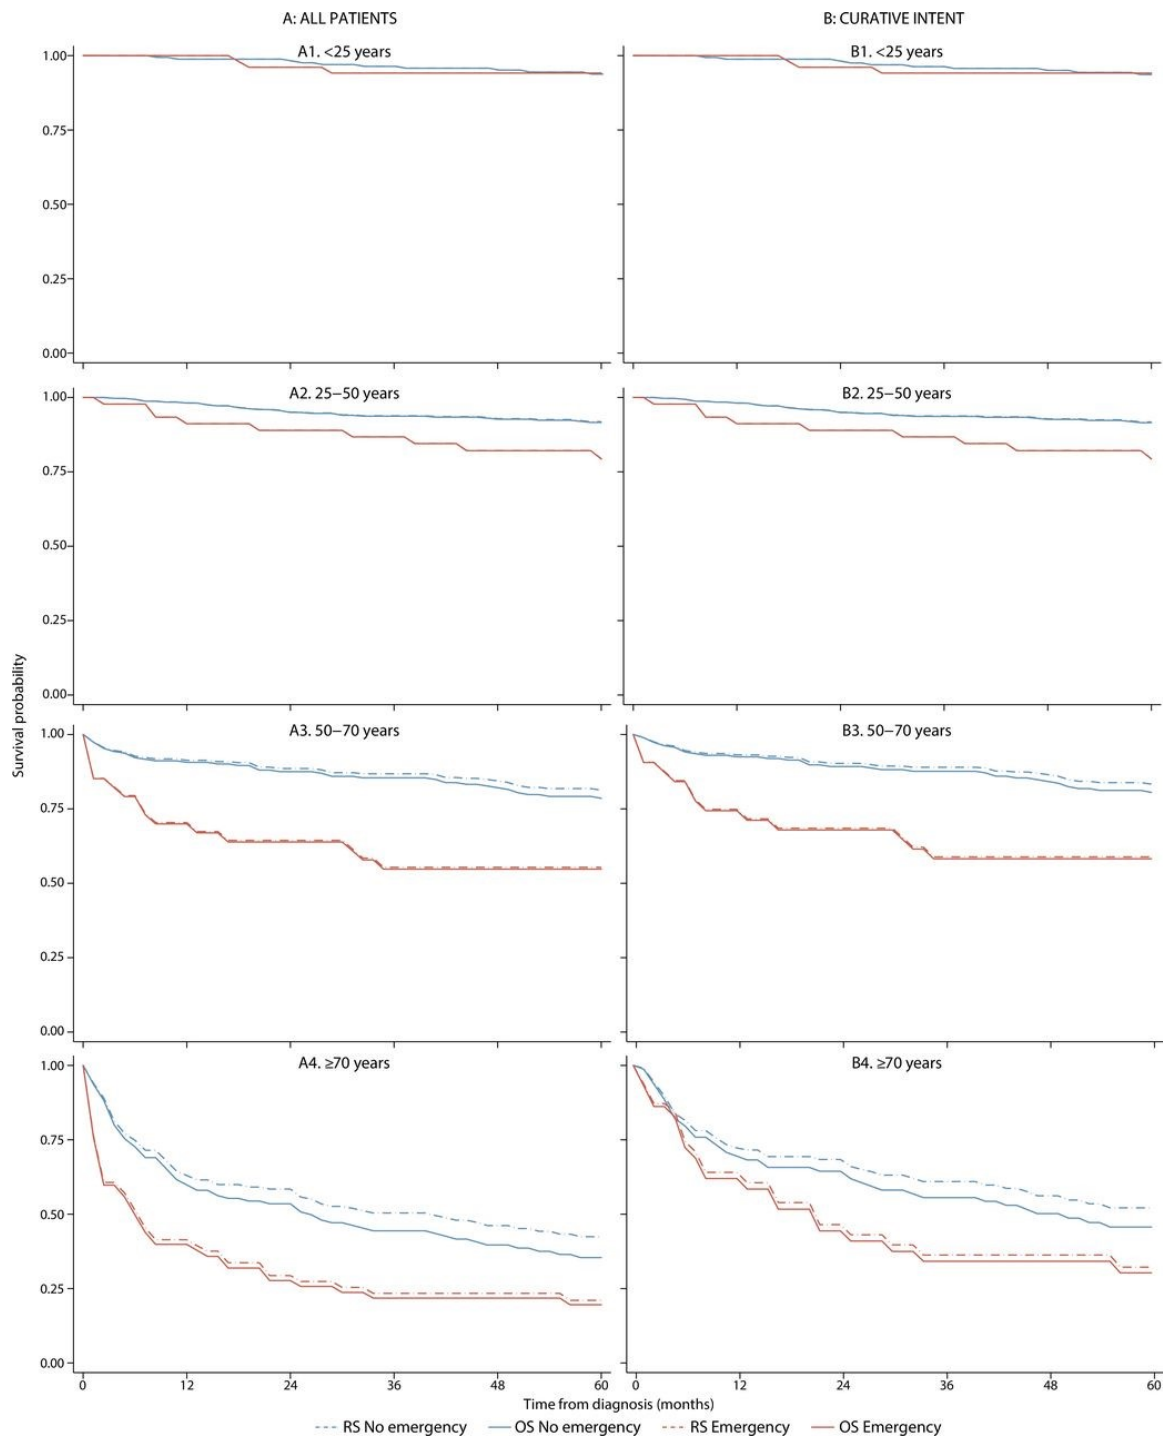 A: ALL PATIENTS
B: CURATIVE INTENT
A1. <25 years
B1. <25 years
1.00
0.75
0.50
0.25
0.00
A2. 25−50 years
B2. 25−50 years
1.00
0.75
0.50
0.25
0.00
Survival probability
A3. 50−70 years
B3. 50−70 years
1.00
0.75
0.50
0.25
0.00
A4. ≥70 years
B4. ≥70 years
1.00
0.75
0.50
0.25
0.00
0 12 24 36 48 60
0 12 24 36 48 60
Time from diagnosis (months)
RS No emergency OS No emergency RS Emergency OS Emergency